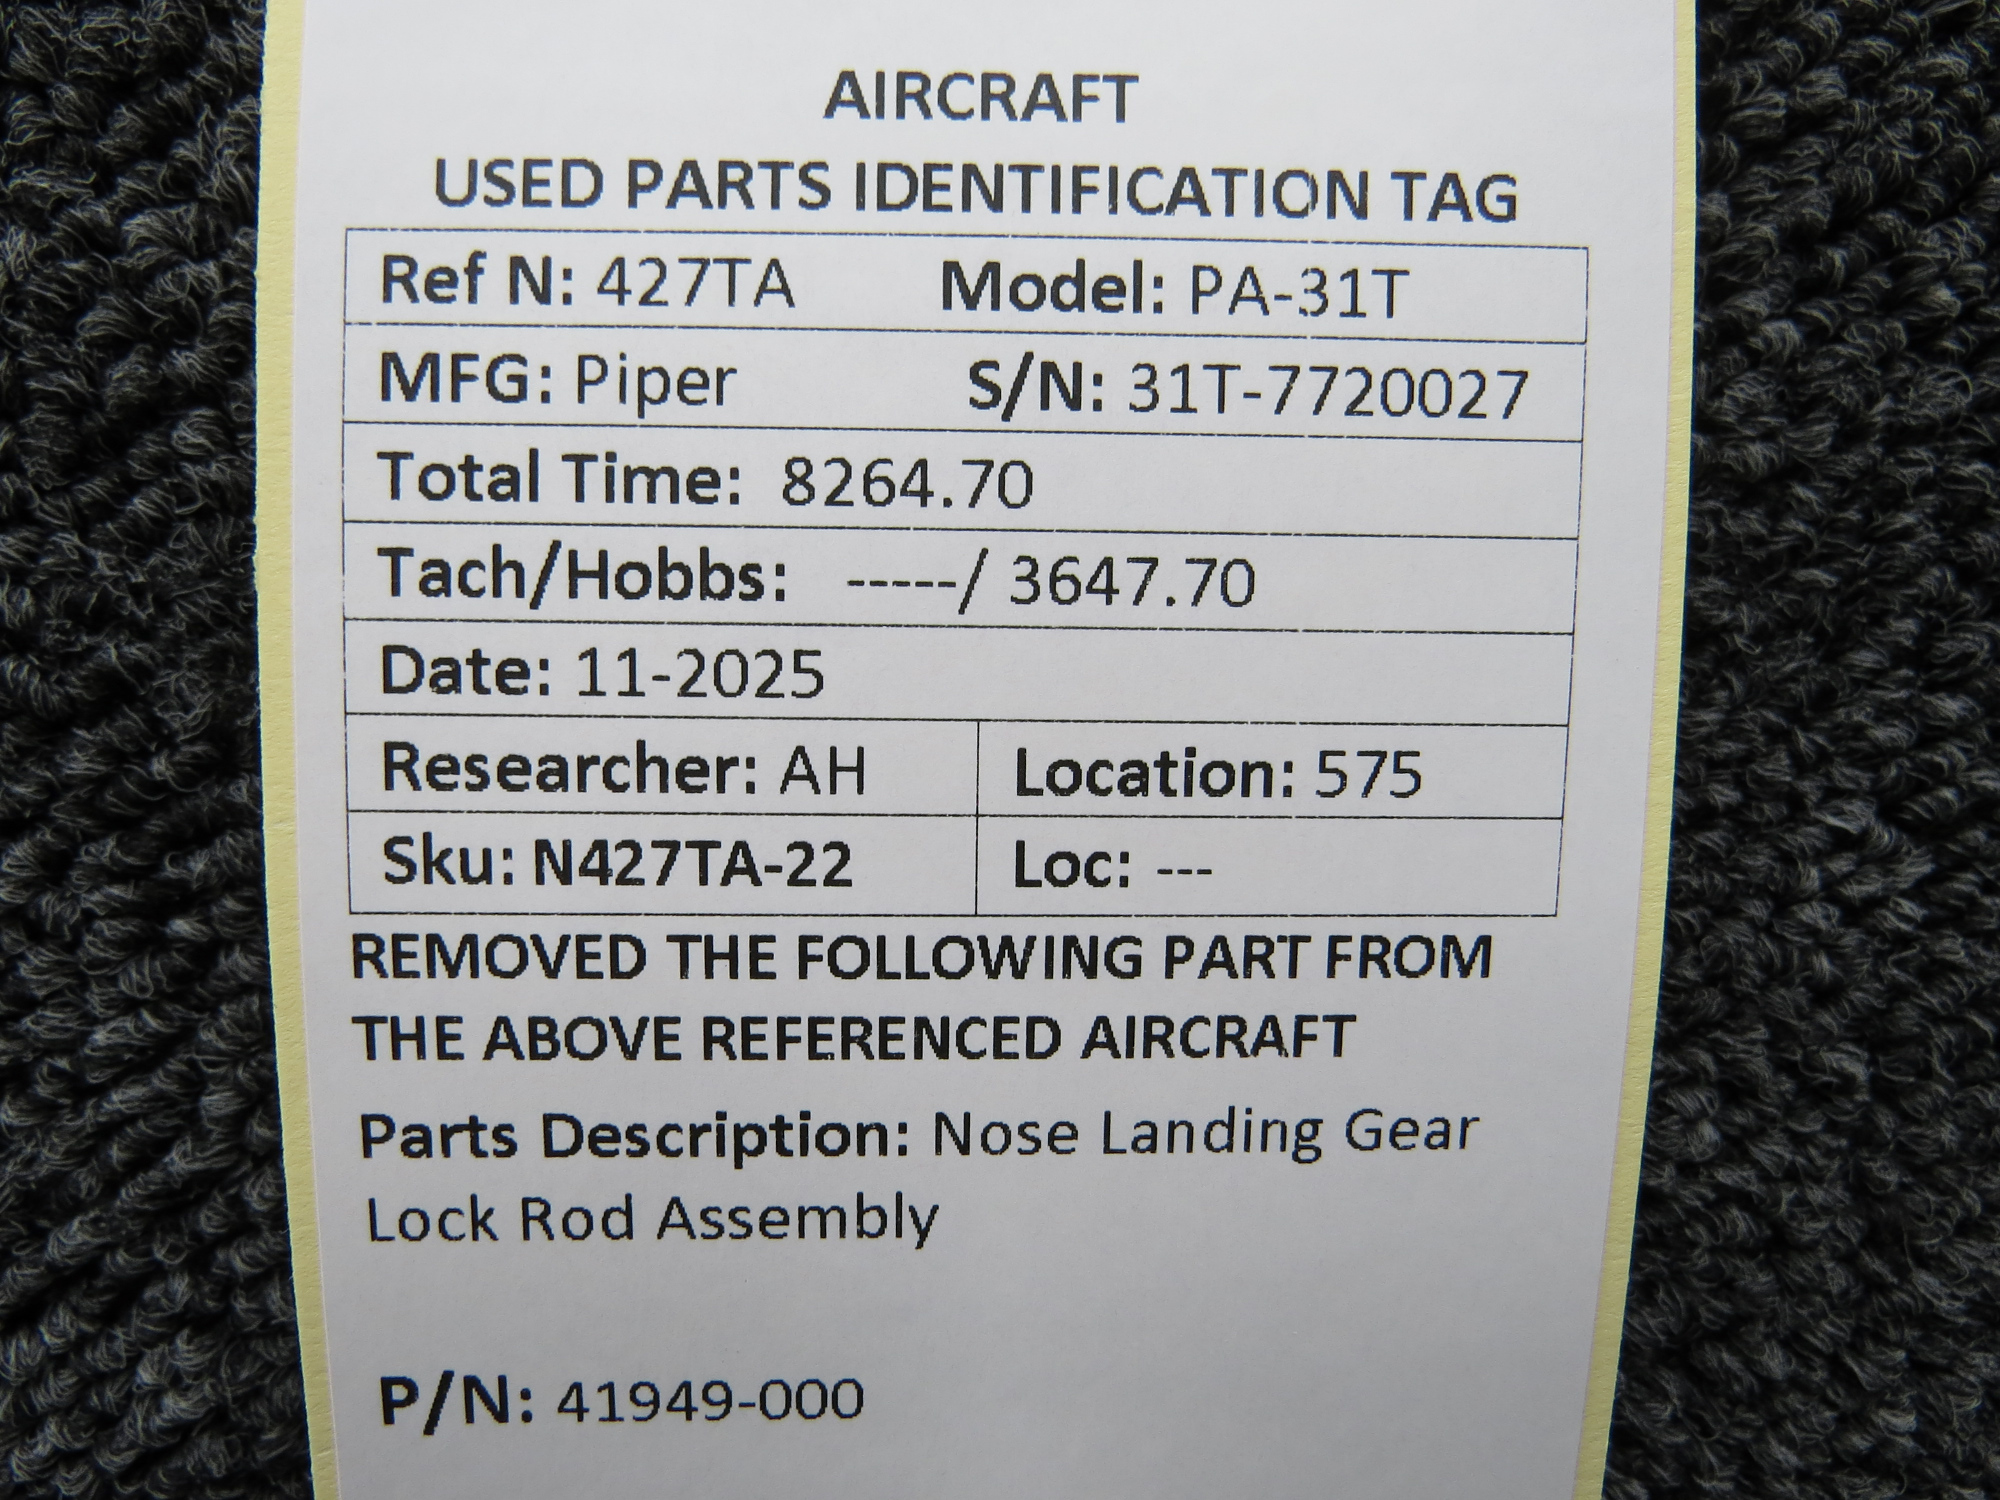 AIRCRAFT
USED PARTS IDENTIFICATION TAG
Ref N: 427TA Model: PA-31T
MFG: Piper S/N: 31T-7720027
Total Time: 8264.70
Tach/Hobbs: -----/ 3647.70
Date: 11-2025
Researcher: AH Location: 575
Sku: N427TA-22 Loc: ---
REMOVED THE FOLLOWING PART FROM
THE ABOVE REFERENCED AIRCRAFT
Parts Description: Nose Landing Gear
Lock Rod Assembly
P/N: 41949-000